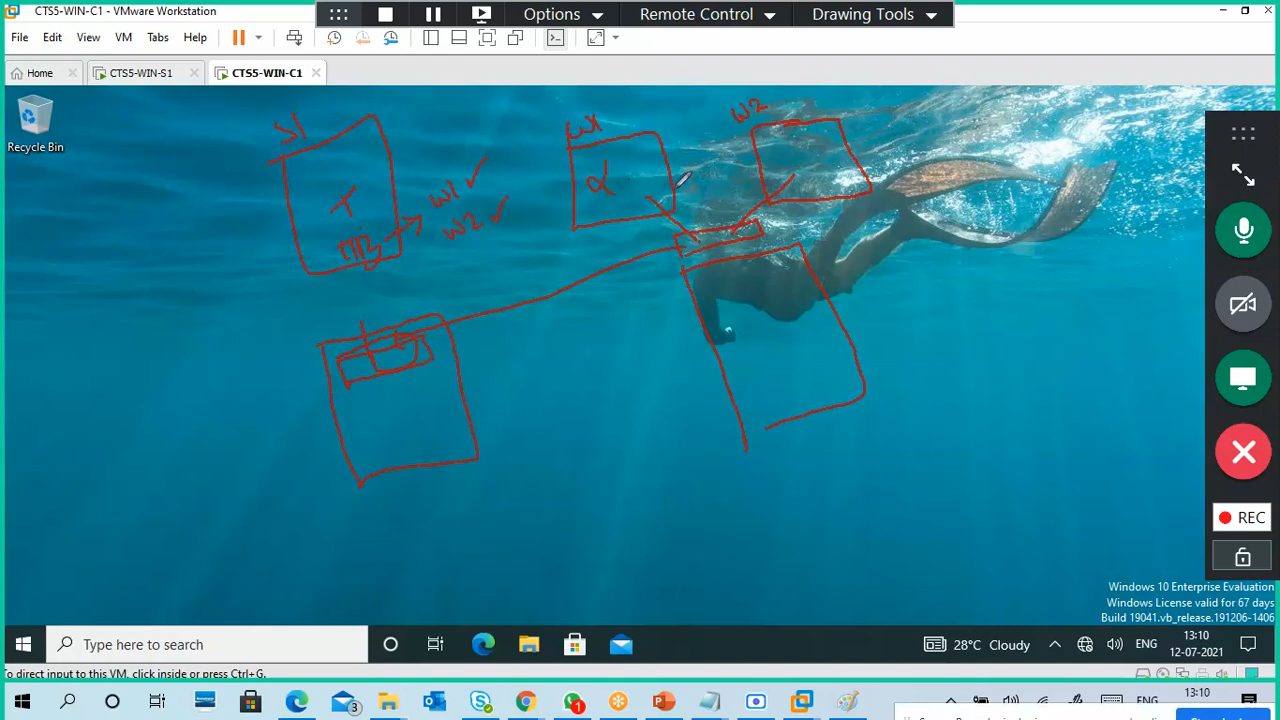 CTS5-WIN-C1 - VMware Workstation
Options
Remote Control
Drawing Tools
File Edit View VM Tabs Help
Home
CTS5-WIN-S1
CTS5-WIN-C1
Recycle Bin
S1
W1
W2
W1
W2
REC
Windows 10 Enterprise Evaluation
Windows License valid for 67 days
Build 19041.vb_release.191206-1406
Type here to search
28°C Cloudy
ENG
13:10
12-07-2021
To direct input to this VM, click inside or press Ctrl+G.
3
1
ENG
13:10